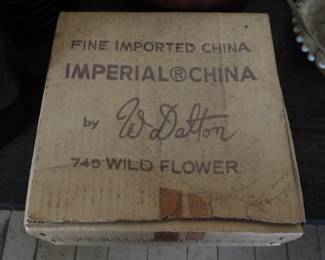 FINE IMPORTED CHINA
IMPERIAL®CHINA
by W Dalton
745 WILD FLOWER